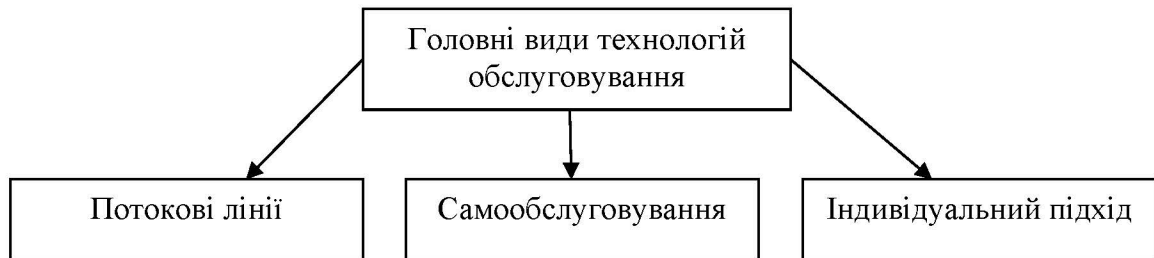 Головні види технологій
обслуговування
Потокові лінії
Самообслуговування
Індивідуальний підхід